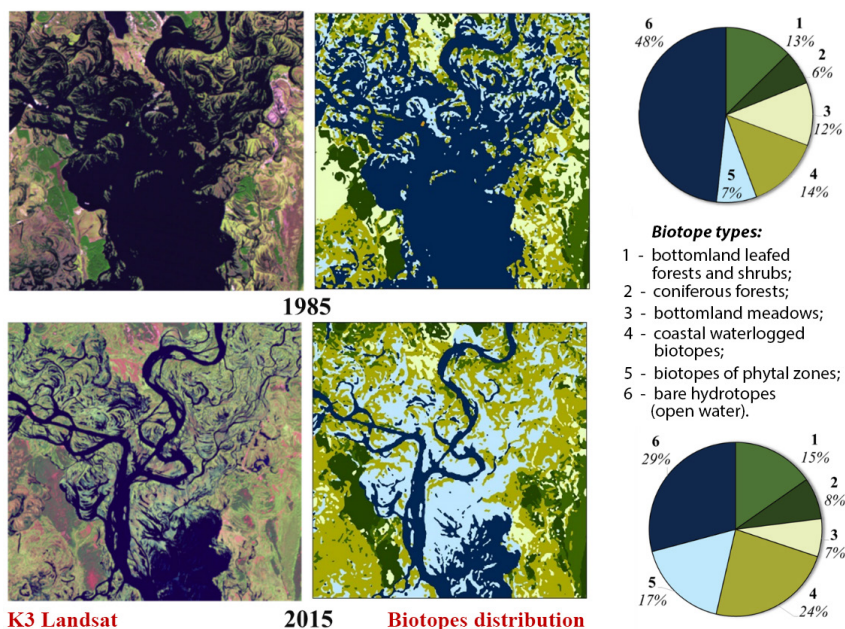 6
48%
1
13%
2
6%
3
12%
4
14%
5
7%
1985
Biotope types:
1 - bottomland leafed
forests and shrubs;
2 - coniferous forests;
3 - bottomland meadows;
4 - coastal waterlogged
biotopes;
5 - biotopes of phytal zones;
6 - bare hydrotopes
(open water).
6
29%
1
15%
2
8%
3
7%
4
24%
5
17%
K3 Landsat
2015
Biotopes distribution